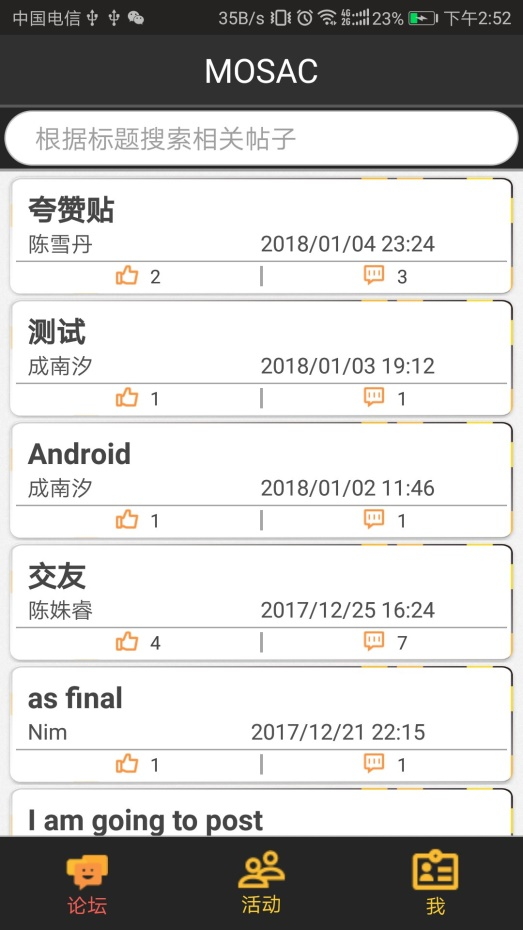 中国电信 35B/s 4G 2G 23% 下午2:52
MOSAC
根据标题搜索相关帖子
夸赞贴
陈雪丹 2018/01/04 23:24
2 | 3
测试
成南汐 2018/01/03 19:12
1 | 1
Android
成南汐 2018/01/02 11:46
1 | 1
交友
陈姝睿 2017/12/25 16:24
4 | 7
as final
Nim 2017/12/21 22:15
1 | 1
I am going to post
论坛 活动 我